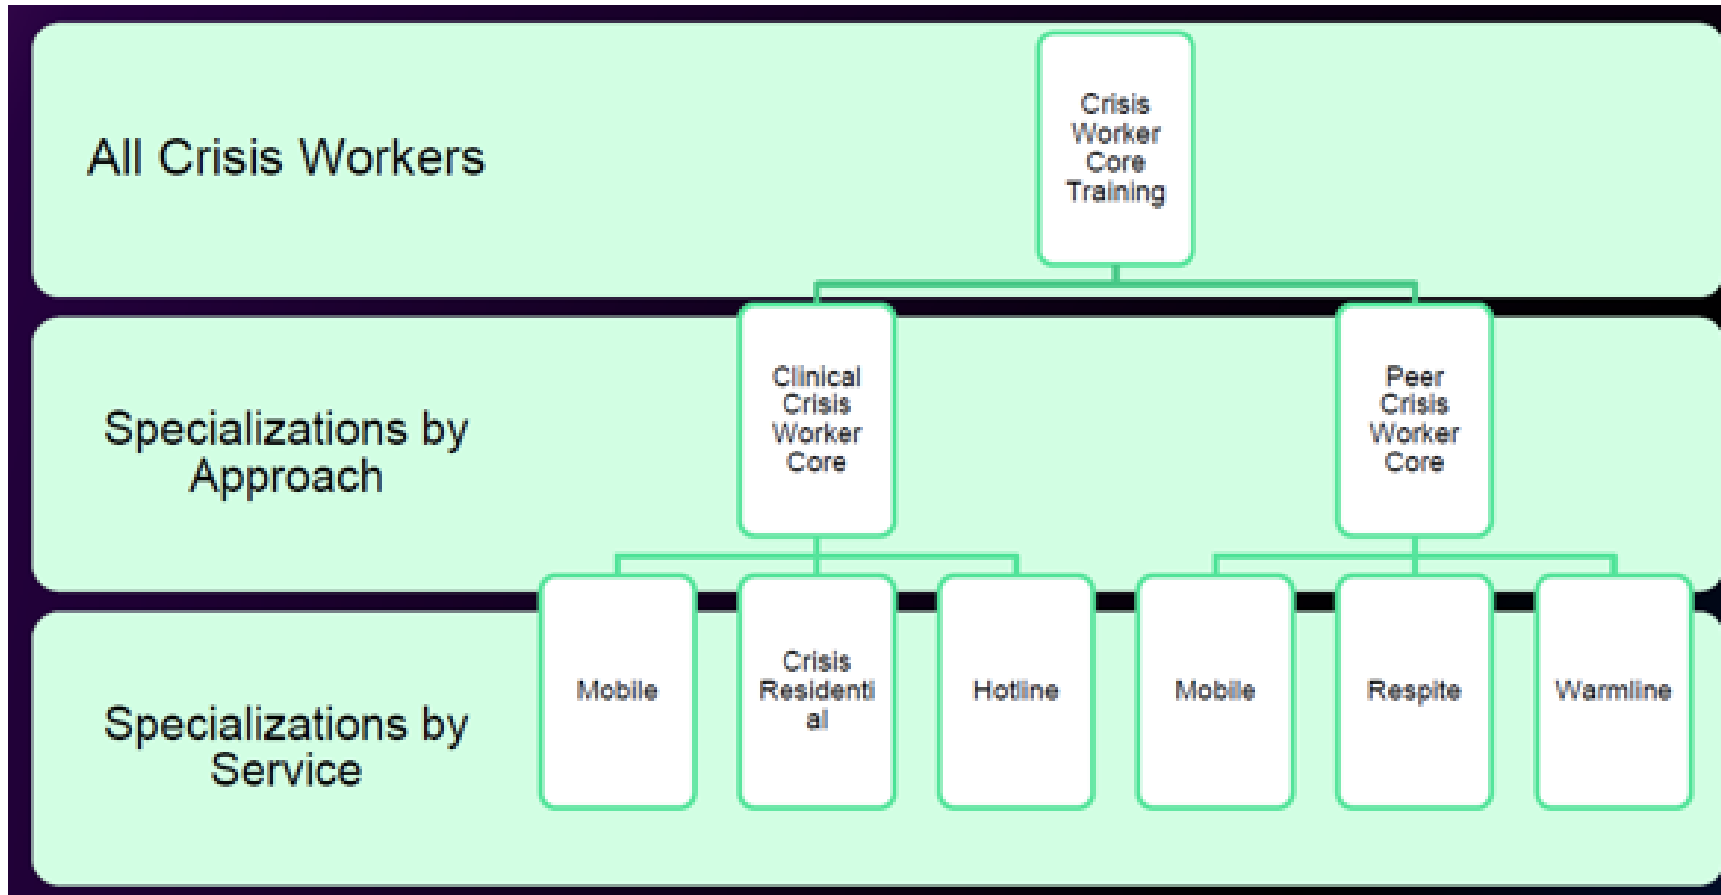 All Crisis Workers
Crisis
Worker
Core
Training
Specializations by
Approach
Clinical
Crisis
Worker
Core
Peer
Crisis
Worker
Core
Specializations by
Service
Mobile
Crisis
Residenti
al
Hotline
Mobile
Respite
Warmline